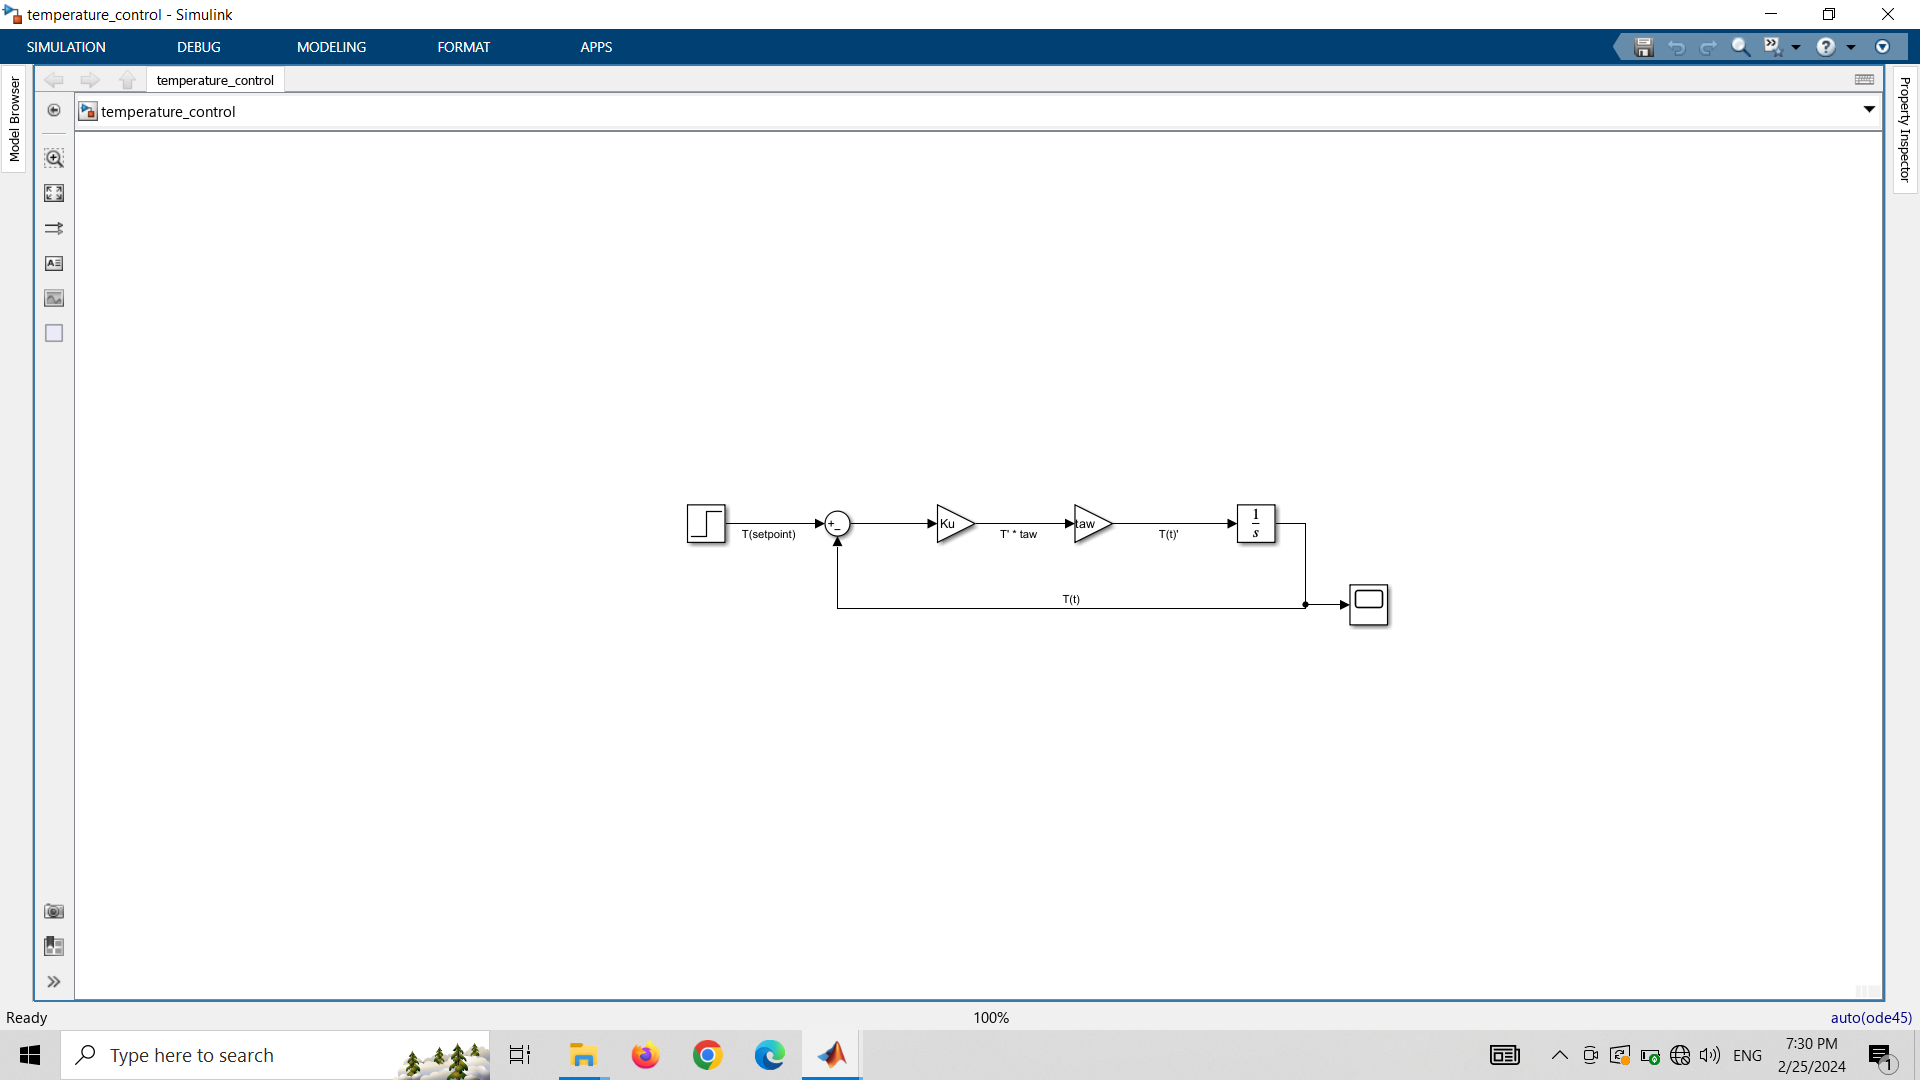 temperature_control - Simulink
SIMULATION DEBUG MODELING FORMAT APPS
temperature_control
Model Browser
Property Inspector
temperature_control
Ku taw 1
s
T(setpoint) T' * taw T(t)'
T(t)
Ready 100% auto(ode45)
Type here to search
ENG
7:30 PM
2/25/2024
1